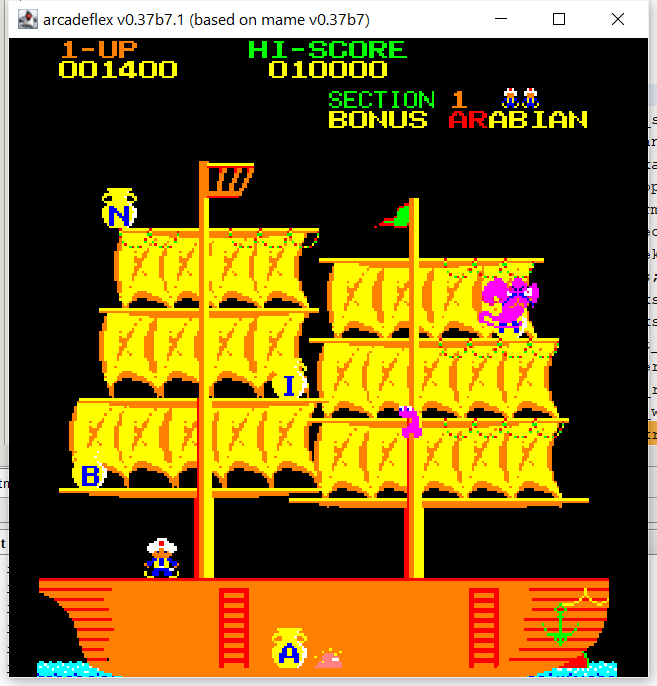 arcadeflex v0.37b7.1 (based on mame v0.37b7)
1-UP HI-SCORE
001400 010000
SECTION 1
BONUS ARABIAN
N
I
B
A